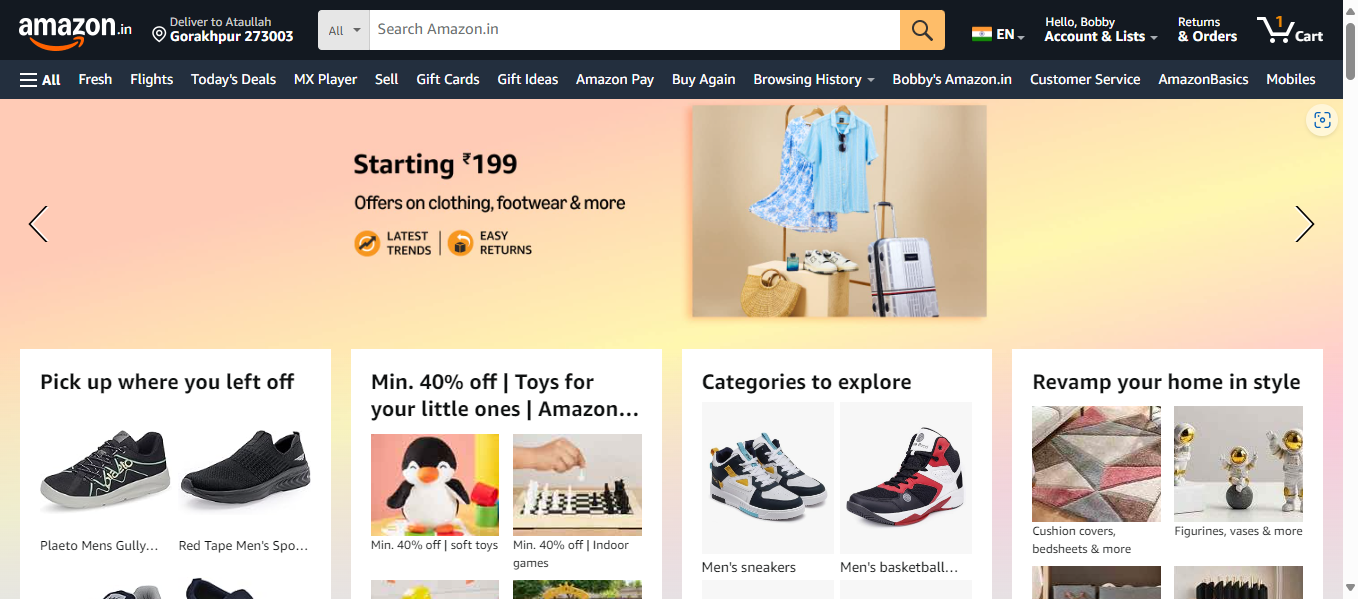 amazon.in
Deliver to Ataullah
Gorakhpur 273003
All
Search Amazon.in
EN
Hello, Bobby
Account & Lists
Returns
& Orders
1
Cart
All
Fresh
Flights
Today's Deals
MX Player
Sell
Gift Cards
Gift Ideas
Amazon Pay
Buy Again
Browsing History
Bobby's Amazon.in
Customer Service
AmazonBasics
Mobiles
Starting ₹199
Offers on clothing, footwear & more
LATEST
TRENDS
EASY
RETURNS
Pick up where you left off
Plaeto Mens Gully...
Red Tape Men's Spo...
Min. 40% off | Toys for
your little ones | Amazon...
Min. 40% off | soft toys
Min. 40% off | Indoor
games
Categories to explore
Men's sneakers
Men's basketball...
Revamp your home in style
Cushion covers,
bedsheets & more
Figurines, vases & more